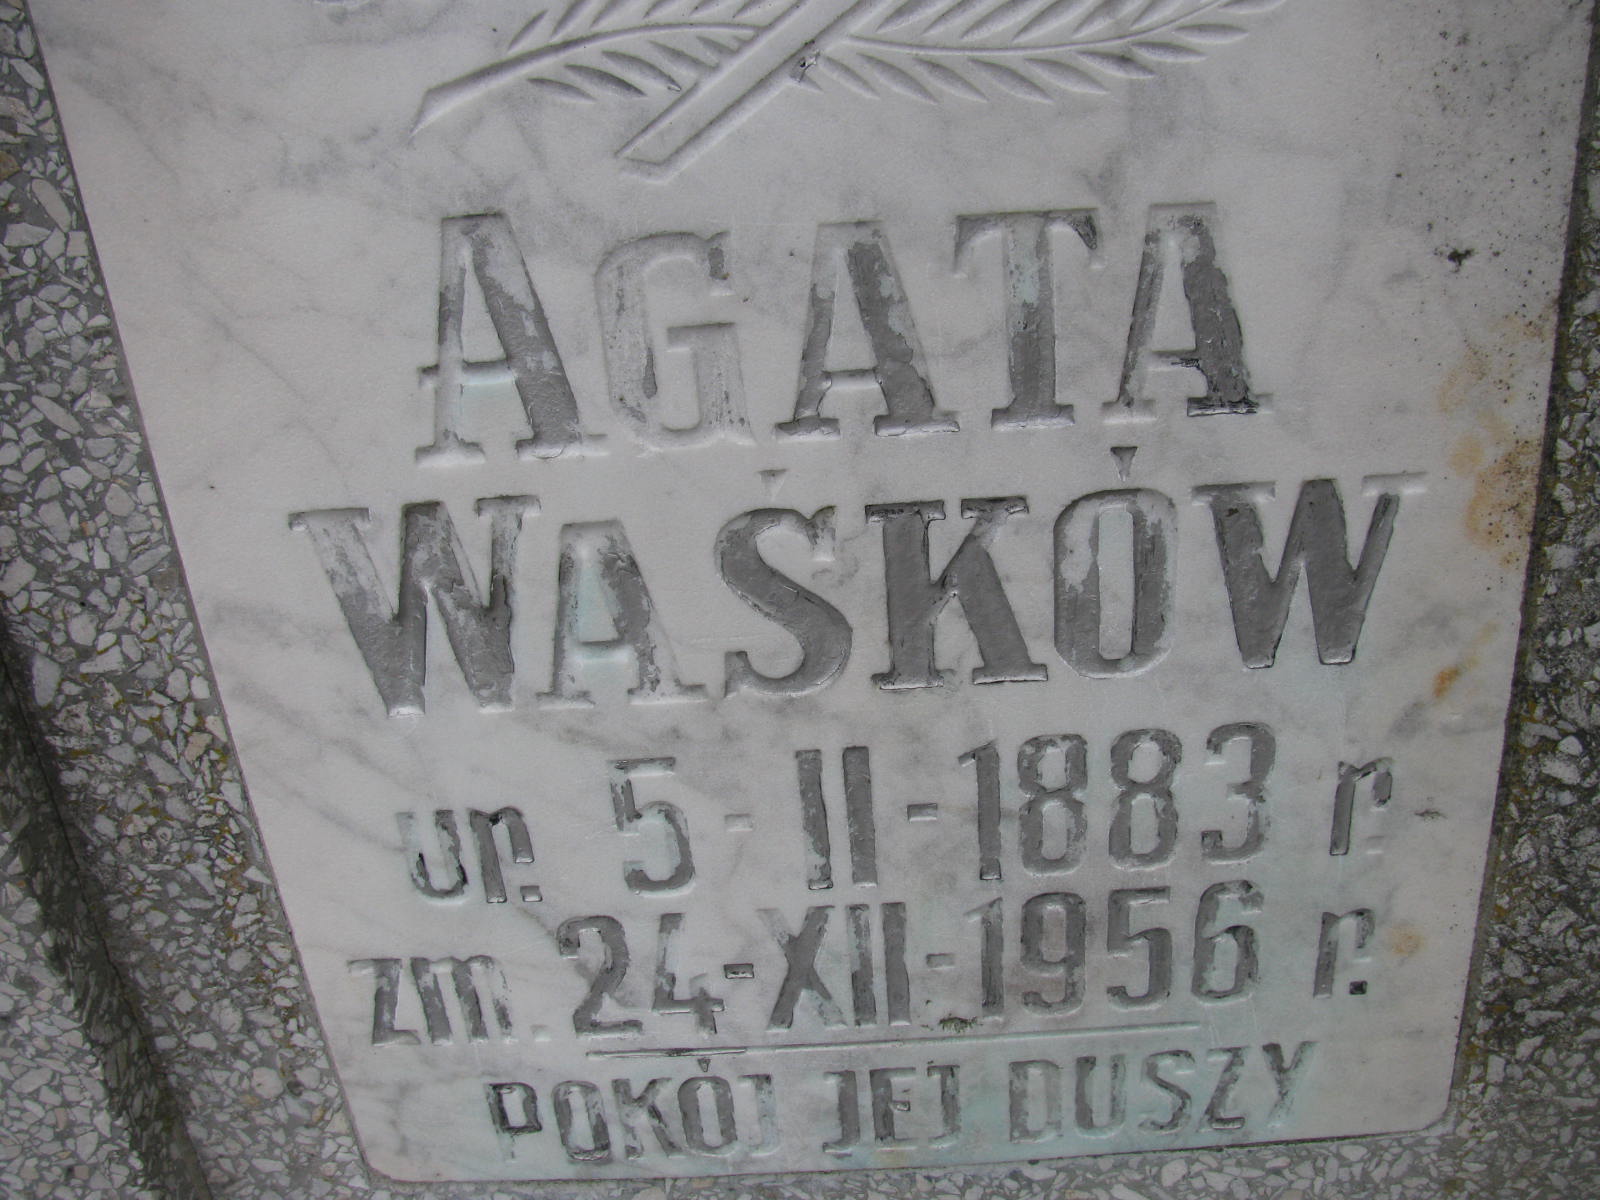 AGATA
WAŚKÓW
ur. 5-II-1883 r.
zm. 24-XII-1956 r.
POKÓJ JEJ DUSZY